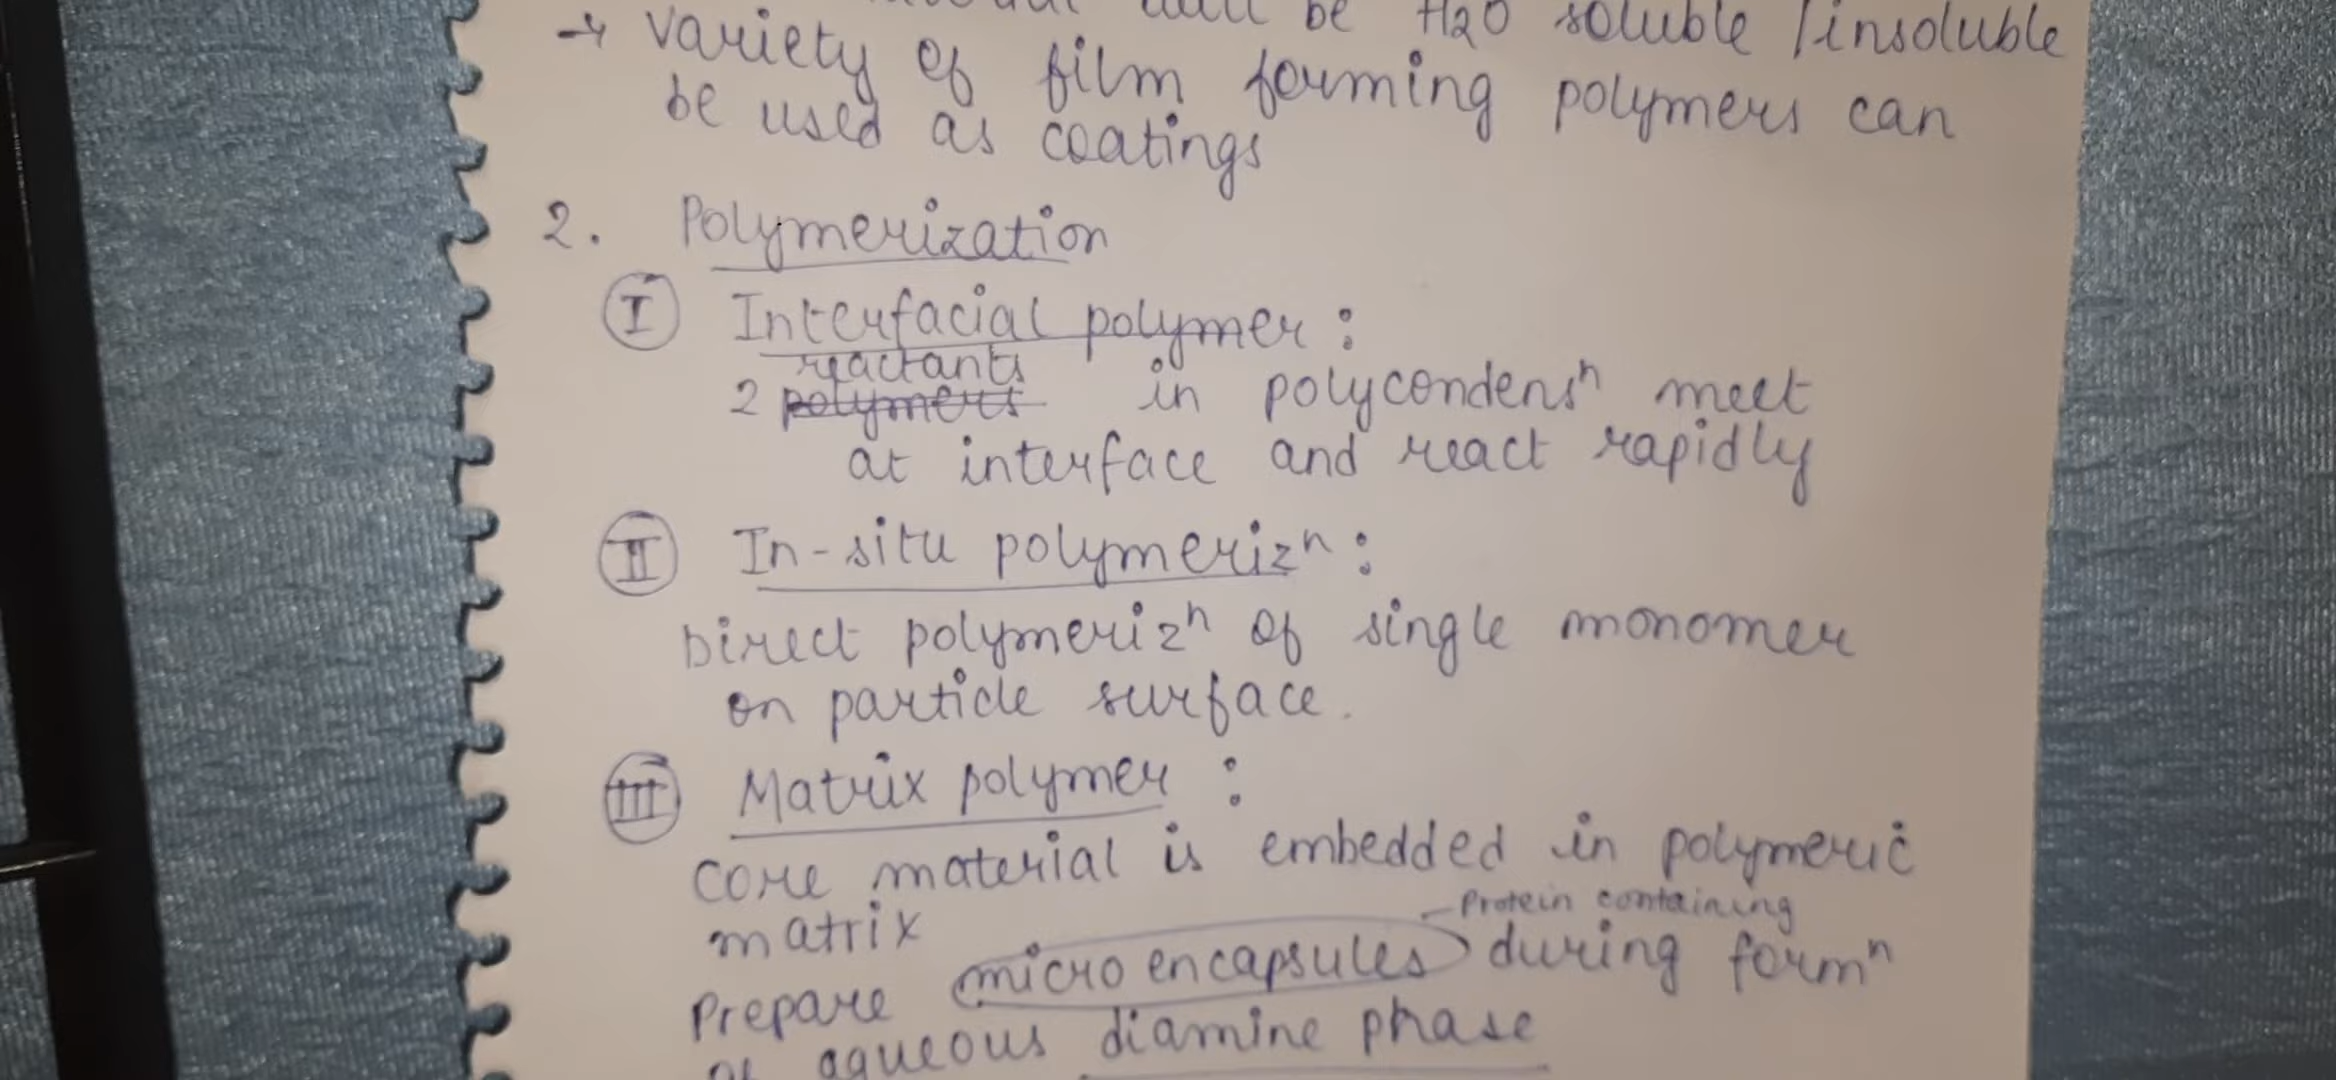 be H2O soluble / insoluble
→ variety of film forming polymers can
be used as coatings
2. Polymerization
I Interfacial polymer :
reactants
2 polymers in polycondensⁿ meet
at interface and react rapidly
II In-situ polymerizⁿ :
Direct polymerizⁿ of single monomer
on particle surface.
III Matrix polymer :
core material is embedded in polymeric
matrix
Protein containing
Prepare micro encapsules during formⁿ
of aqueous diamine phase